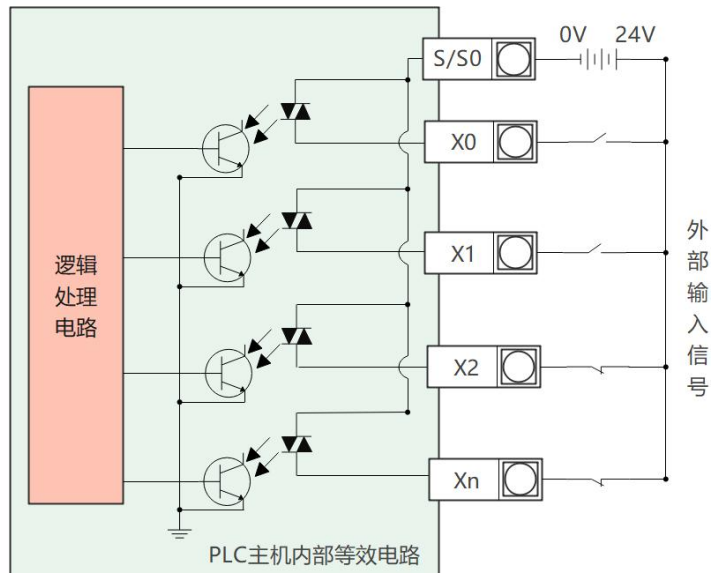 0V 24V
S/S0
X0
X1
X2
Xn
逻辑
处理
电路
外
部
输
入
信
号
PLC主机内部等效电路